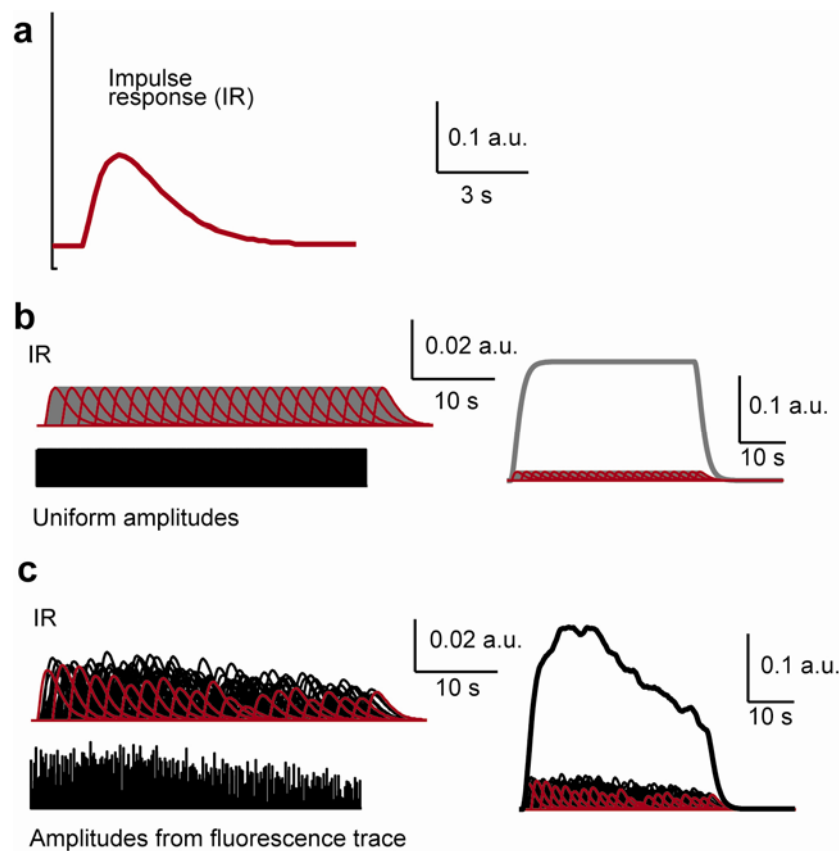 a
Impulse
response (IR)
0.1 a.u.
3 s
b
IR
0.02 a.u.
10 s
0.1 a.u.
10 s
Uniform amplitudes
c
IR
0.02 a.u.
10 s
0.1 a.u.
10 s
Amplitudes from fluorescence trace